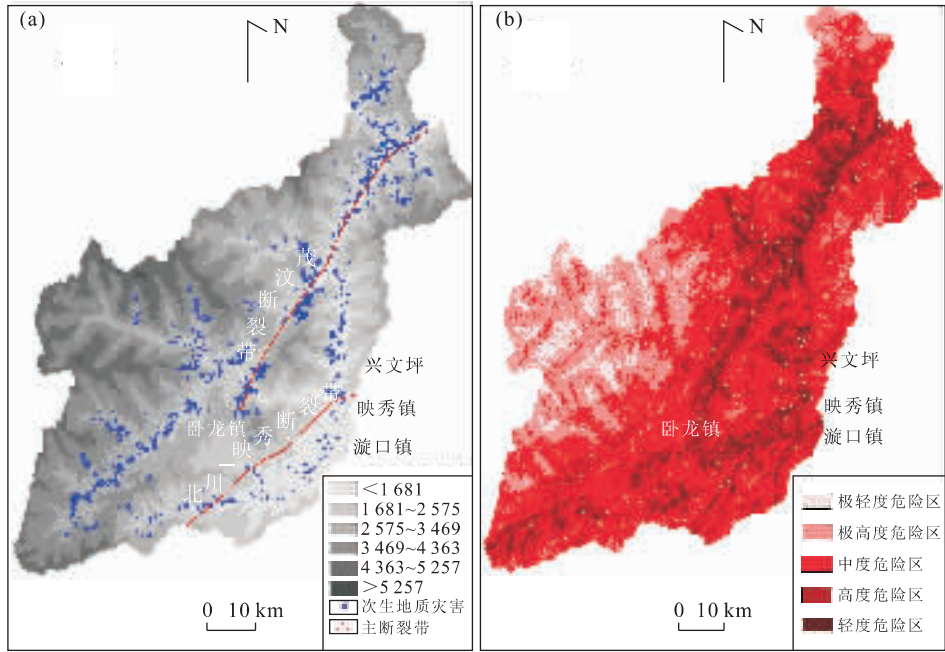 (a)
N
茂
汶
断
裂
带
兴文坪
映秀镇
漩口镇
卧龙镇
北川—映秀断裂带
<1 681
1 681~2 575
2 575~3 469
3 469~4 363
4 363~5 257
>5 257
次生地质灾害
主断裂带
0 10 km
(b)
N
兴文坪
映秀镇
漩口镇
卧龙镇
极轻度危险区
极高度危险区
中度危险区
高度危险区
轻度危险区
0 10 km